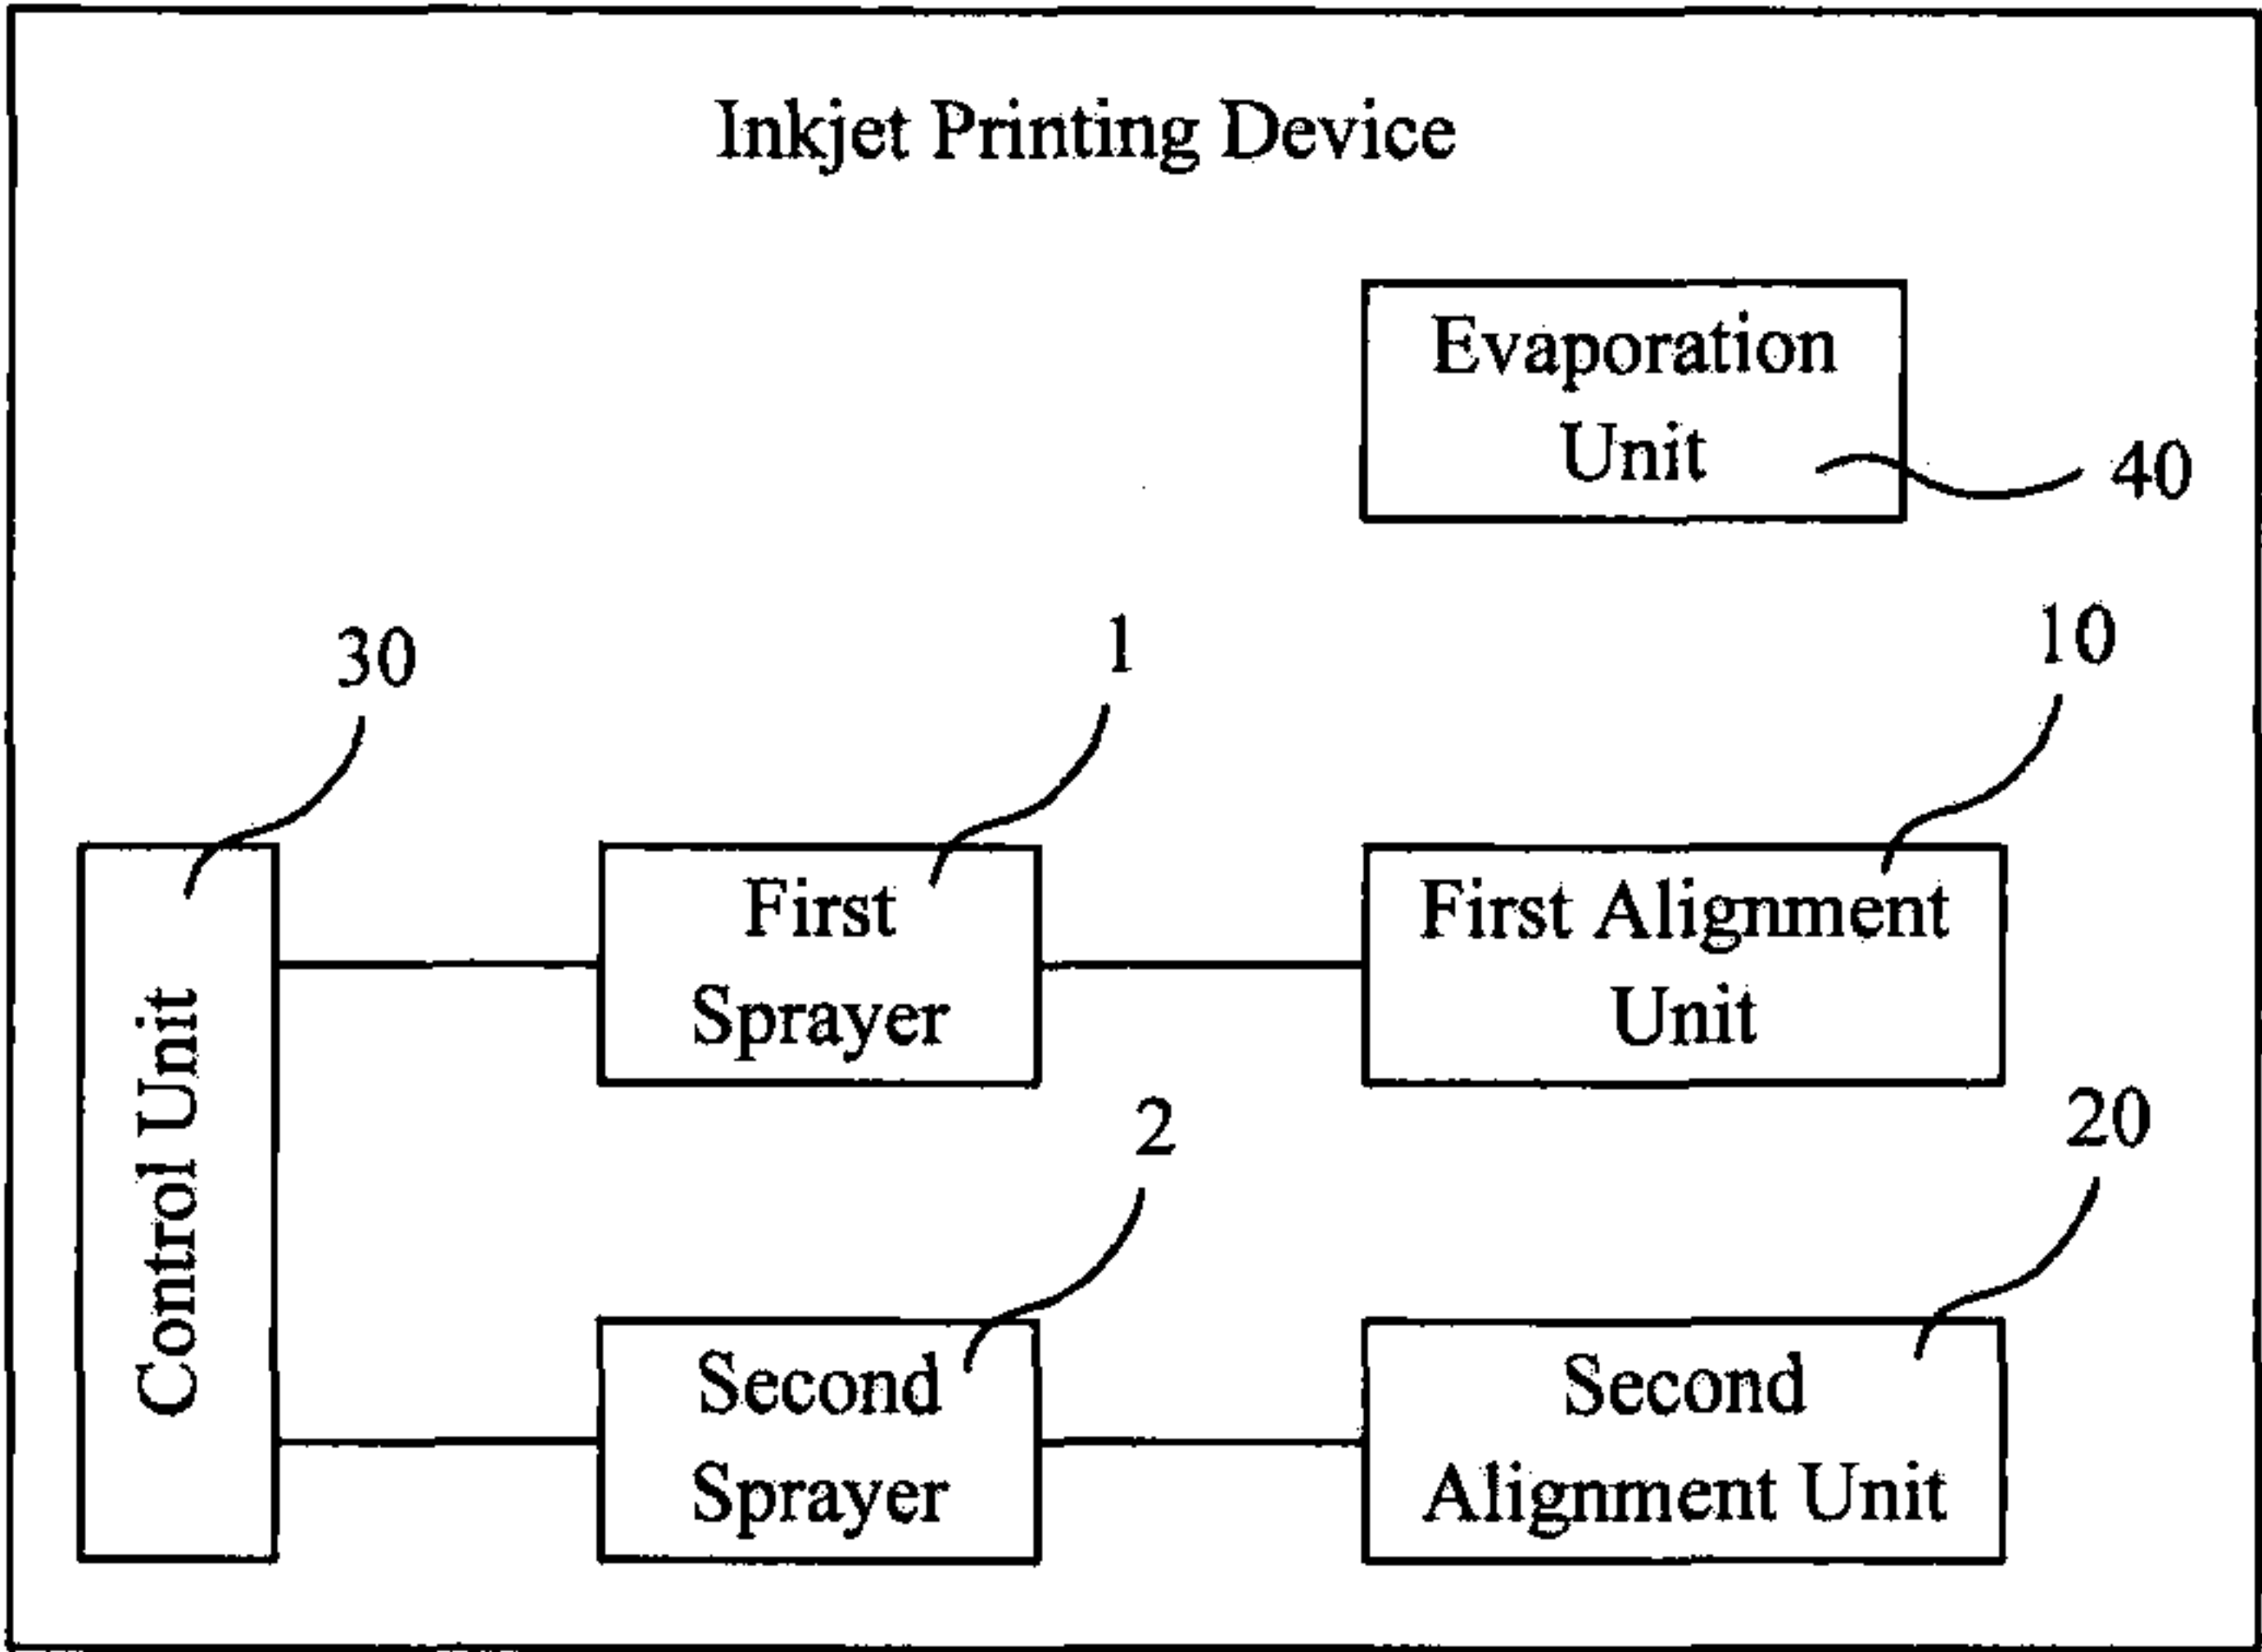 Inkjet Printing Device
Evaporation
Unit
40
30
1
10
Control Unit
First
Sprayer
First Alignment
Unit
2
20
Second
Sprayer
Second
Alignment Unit